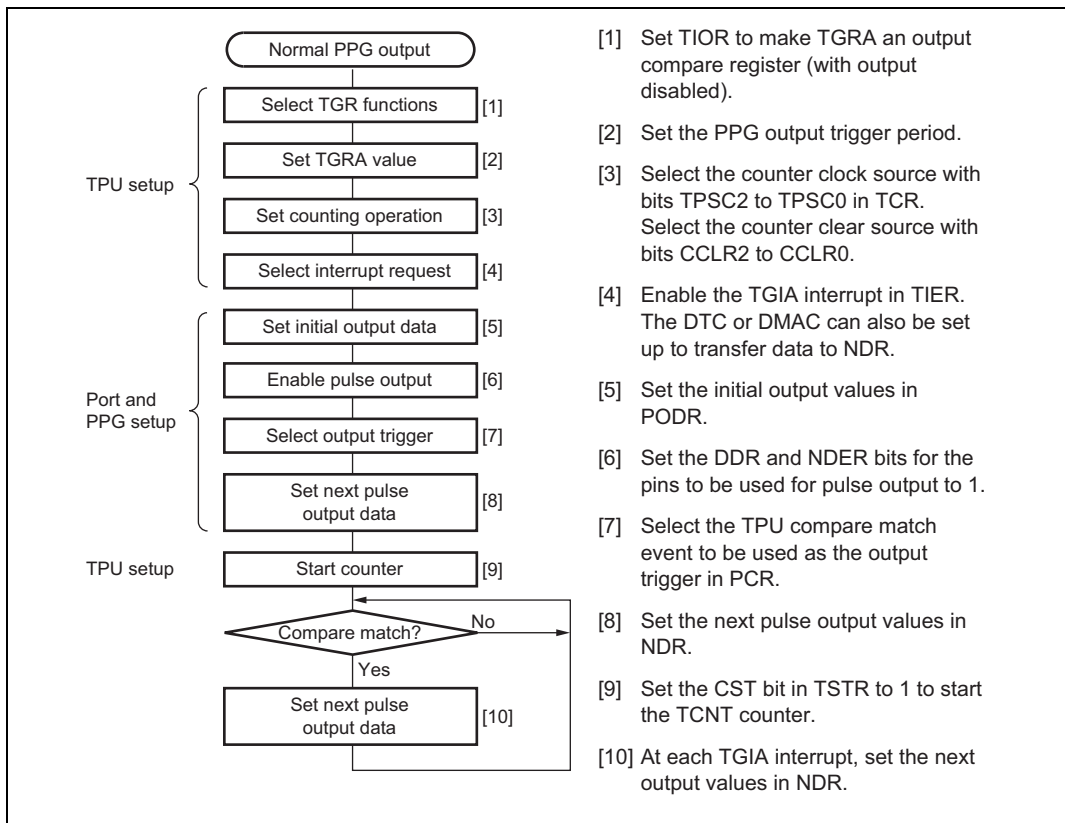 Normal PPG output
Select TGR functions [1]
Set TGRA value [2]
TPU setup
Set counting operation [3]
Select interrupt request [4]
Set initial output data [5]
Enable pulse output [6]
Port and
PPG setup
Select output trigger [7]
Set next pulse
output data [8]
TPU setup
Start counter [9]
Compare match?
No
Yes
Set next pulse
output data [10]
[1] Set TIOR to make TGRA an output
compare register (with output
disabled).
[2] Set the PPG output trigger period.
[3] Select the counter clock source with
bits TPSC2 to TPSC0 in TCR.
Select the counter clear source with
bits CCLR2 to CCLR0.
[4] Enable the TGIA interrupt in TIER.
The DTC or DMAC can also be set
up to transfer data to NDR.
[5] Set the initial output values in
PODR.
[6] Set the DDR and NDER bits for the
pins to be used for pulse output to 1.
[7] Select the TPU compare match
event to be used as the output
trigger in PCR.
[8] Set the next pulse output values in
NDR.
[9] Set the CST bit in TSTR to 1 to start
the TCNT counter.
[10] At each TGIA interrupt, set the next
output values in NDR.